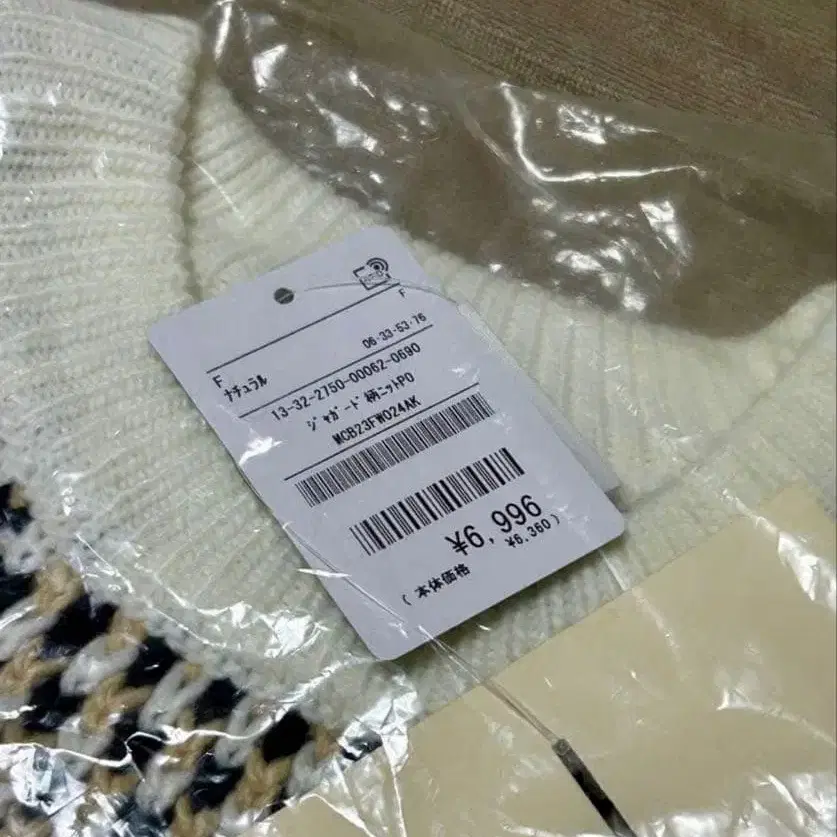 F
06-33-53-76
F
ナチュラル
13-32-2750-00062-0690
ジャガード柄ニットPO
MCB23FW024AK
¥6,996
(本体価格 ¥6,360)